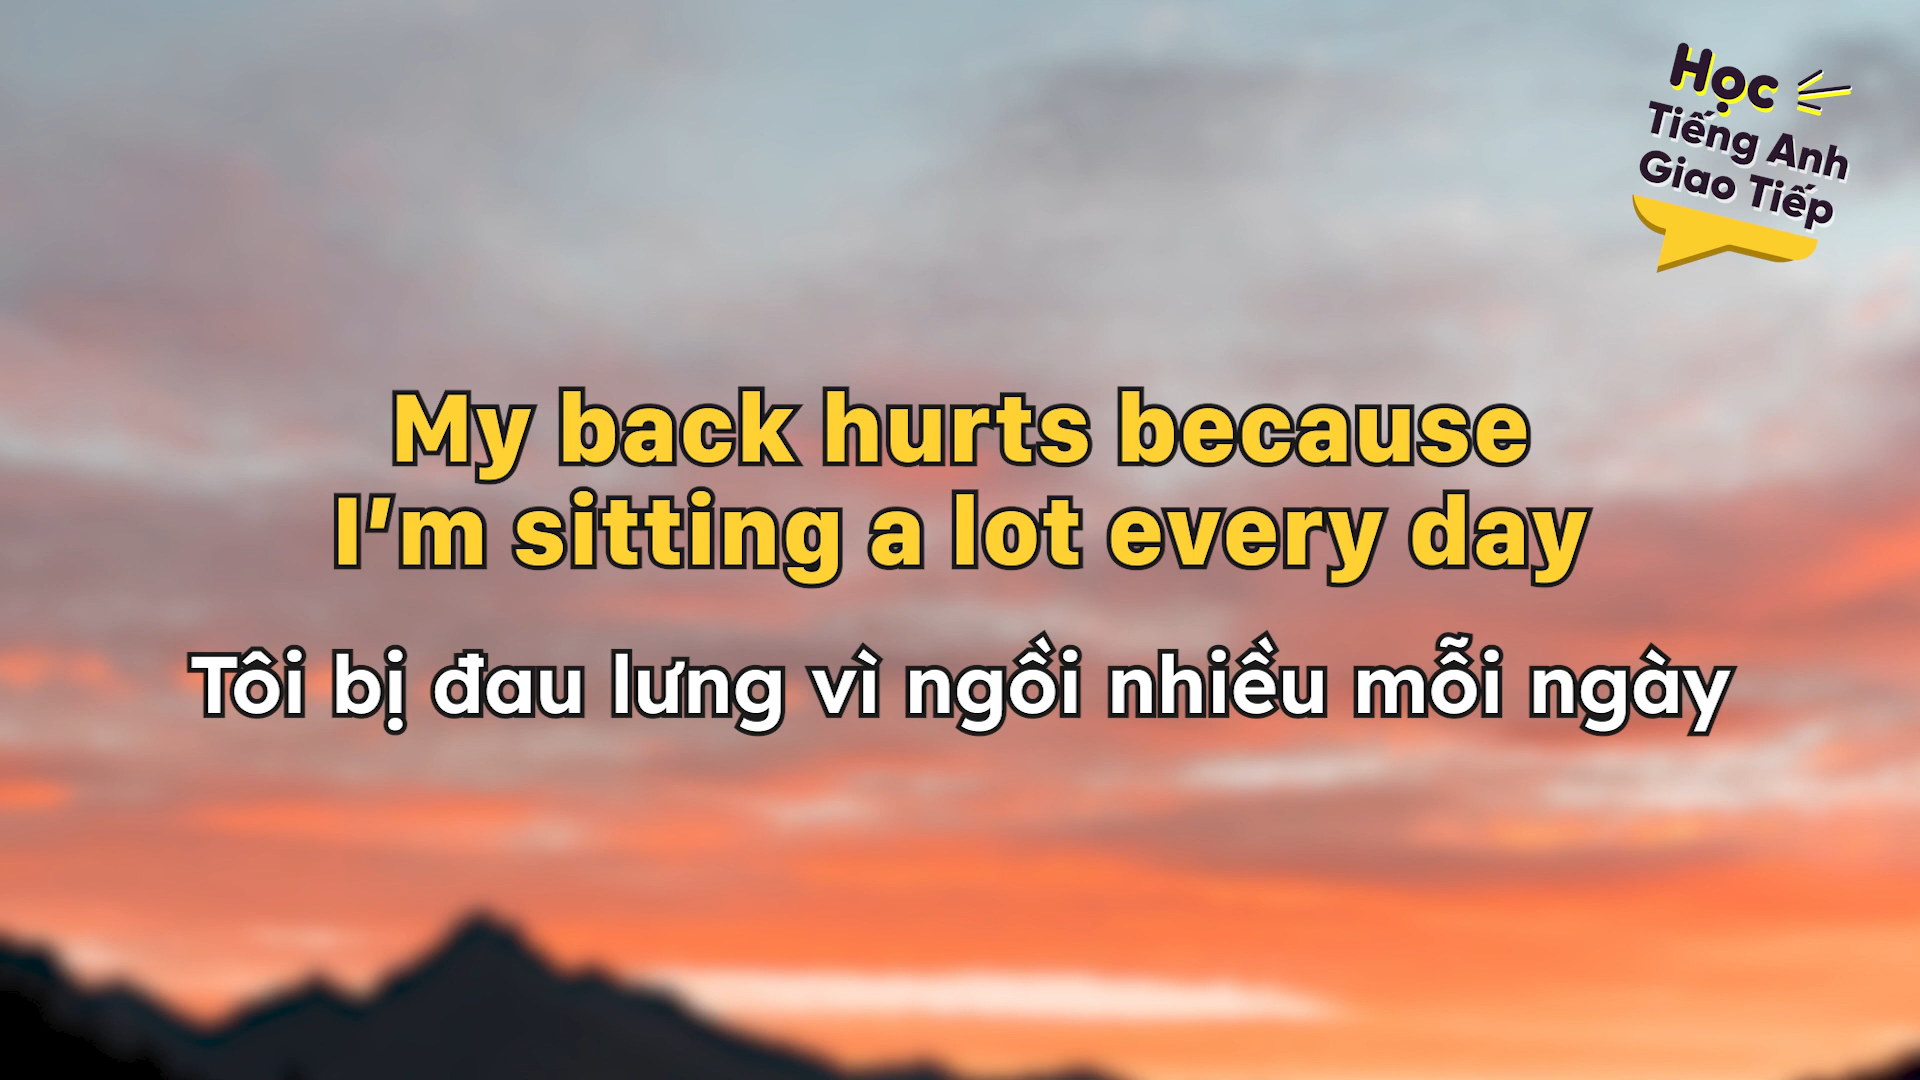 Học
Tiếng Anh
Giao Tiếp
My back hurts because
I'm sitting a lot every day
Tôi bị đau lưng vì ngồi nhiều mỗi ngày